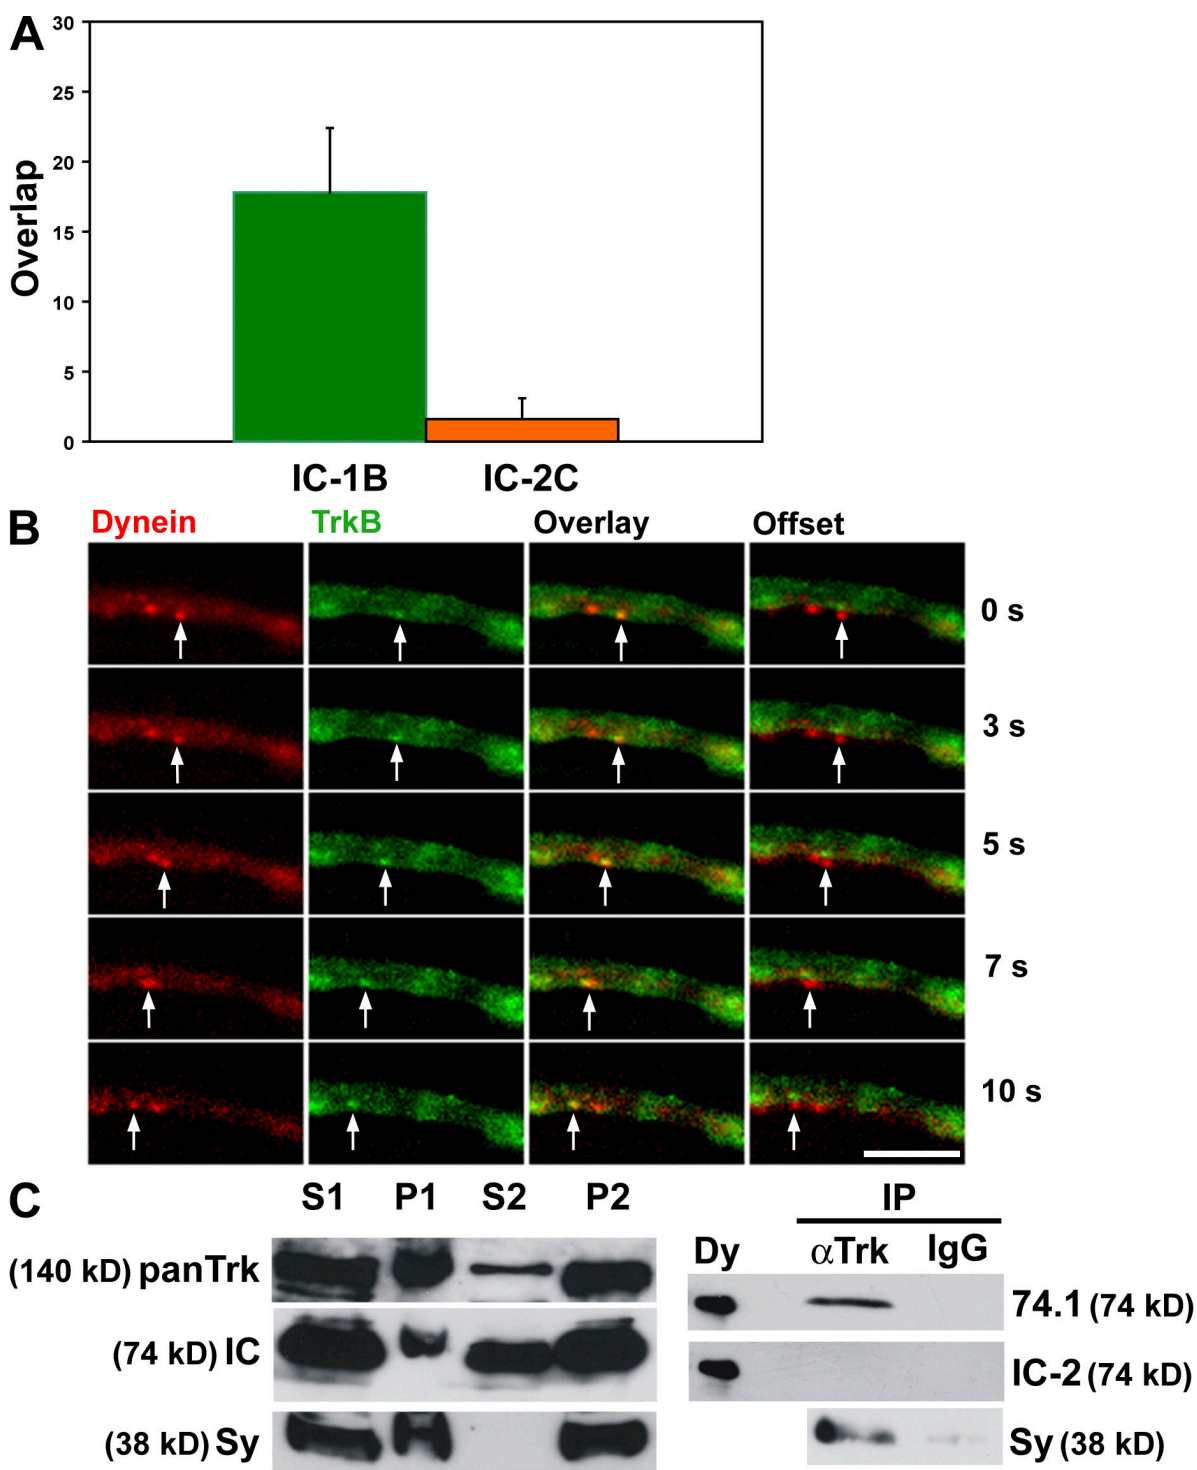 A
30
25
20
15
10
5
0
Overlap
IC-1B IC-2C
B
Dynein TrkB Overlay Offset
0 s
3 s
5 s
7 s
10 s
C
S1 P1 S2 P2
(140 kD) panTrk
(74 kD) IC
(38 kD) Sy
IP
Dy αTrk IgG
74.1 (74 kD)
IC-2 (74 kD)
Sy (38 kD)